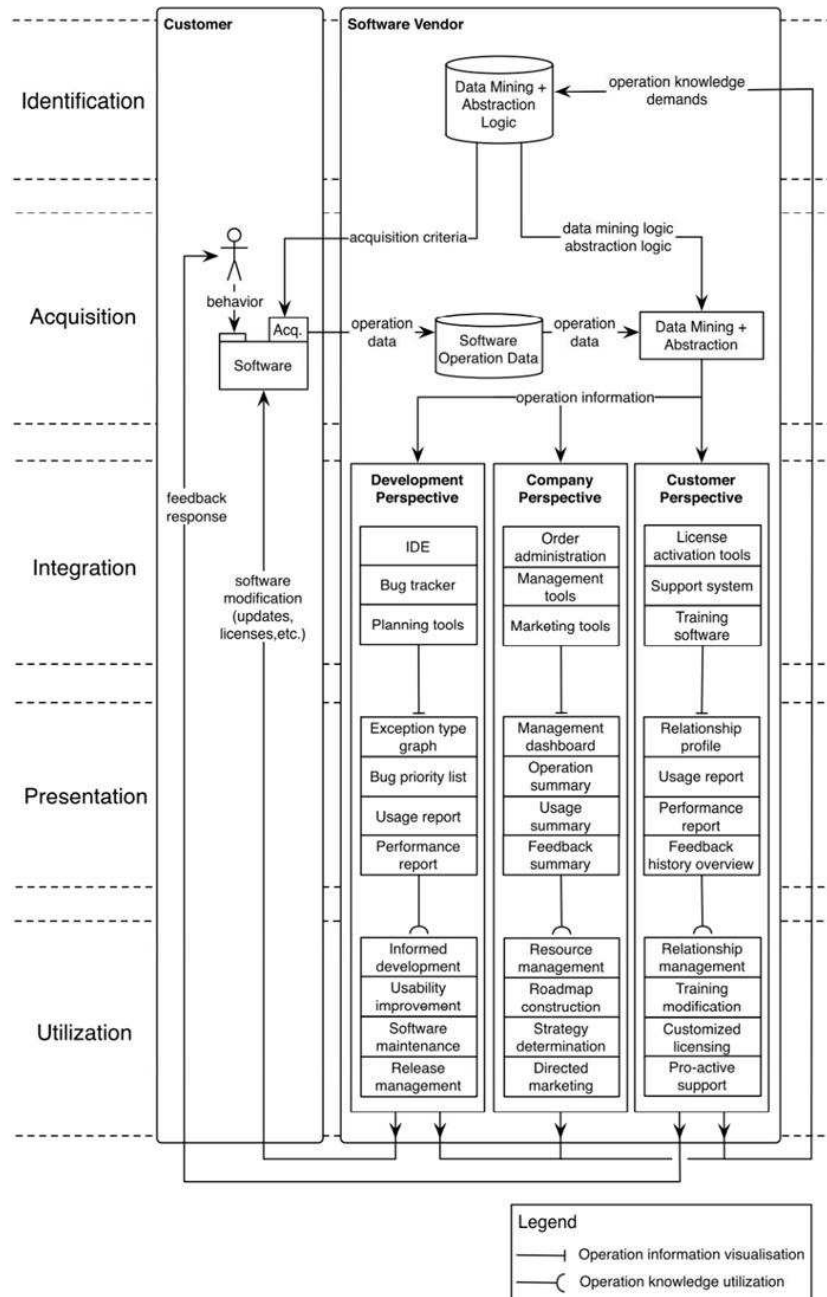 Customer
Software Vendor
Identification
Data Mining +
Abstraction
Logic
operation knowledge
demands
acquisition criteria
data mining logic
abstraction logic
Acquisition
behavior
Acq.
Software
operation
data
Software
Operation Data
operation
data
Data Mining +
Abstraction
operation information
feedback
response
software
modification
(updates,
licenses,etc.)
Integration
Development
Perspective
IDE
Bug tracker
Planning tools
Company
Perspective
Order
administration
Management
tools
Marketing tools
Customer
Perspective
License
activation tools
Support system
Training
software
Presentation
Exception type
graph
Bug priority list
Usage report
Performance
report
Management
dashboard
Operation
summary
Usage
summary
Feedback
summary
Relationship
profile
Usage report
Performance
report
Feedback
history overview
Utilization
Informed
development
Usability
improvement
Software
maintenance
Release
management
Resource
management
Roadmap
construction
Strategy
determination
Directed
marketing
Relationship
management
Training
modification
Customized
licensing
Pro-active
support
Legend
Operation information visualisation
Operation knowledge utilization